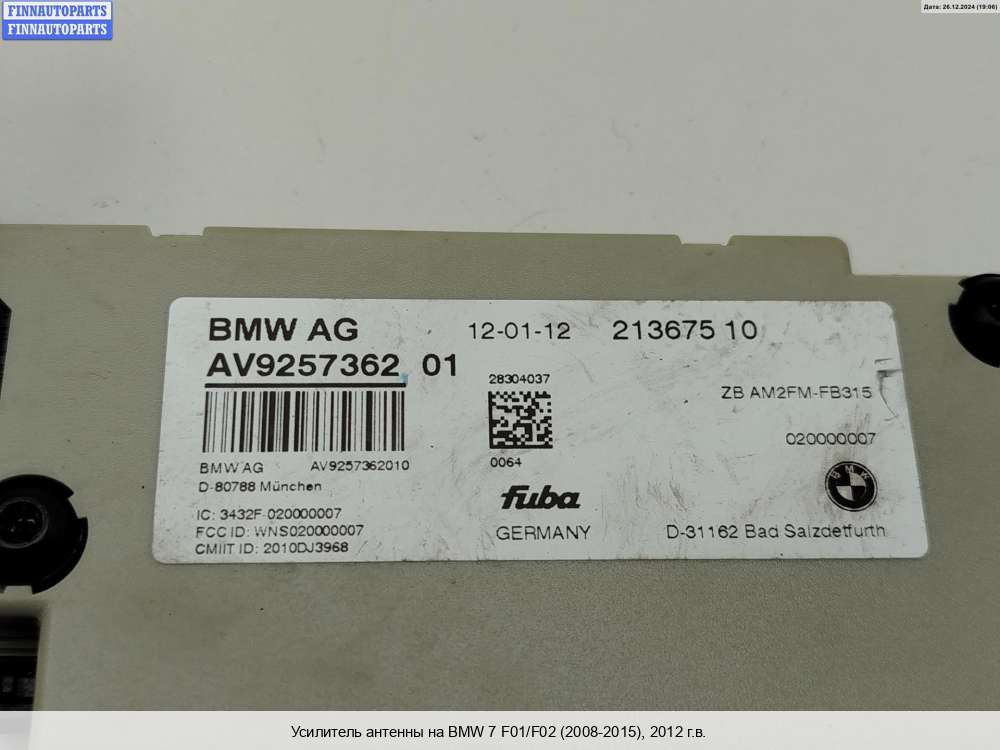 FINNAUTOPARTS
FINNAUTOPARTS
Дата: 26.12.2024 (19:06)
BMW AG 12-01-12 213675 10
AV9257362 01
28304037
ZB AM2FM-FB315
020000007
BMW AG AV9257362010
0064
D-80788 München
BMW
fuba
IC: 3432F-020000007
FCC ID: WNS020000007
GERMANY D-31162 Bad Salzdetfurth
CMIIT ID: 2010DJ3968
Усилитель антенны на BMW 7 F01/F02 (2008-2015), 2012 г.в.